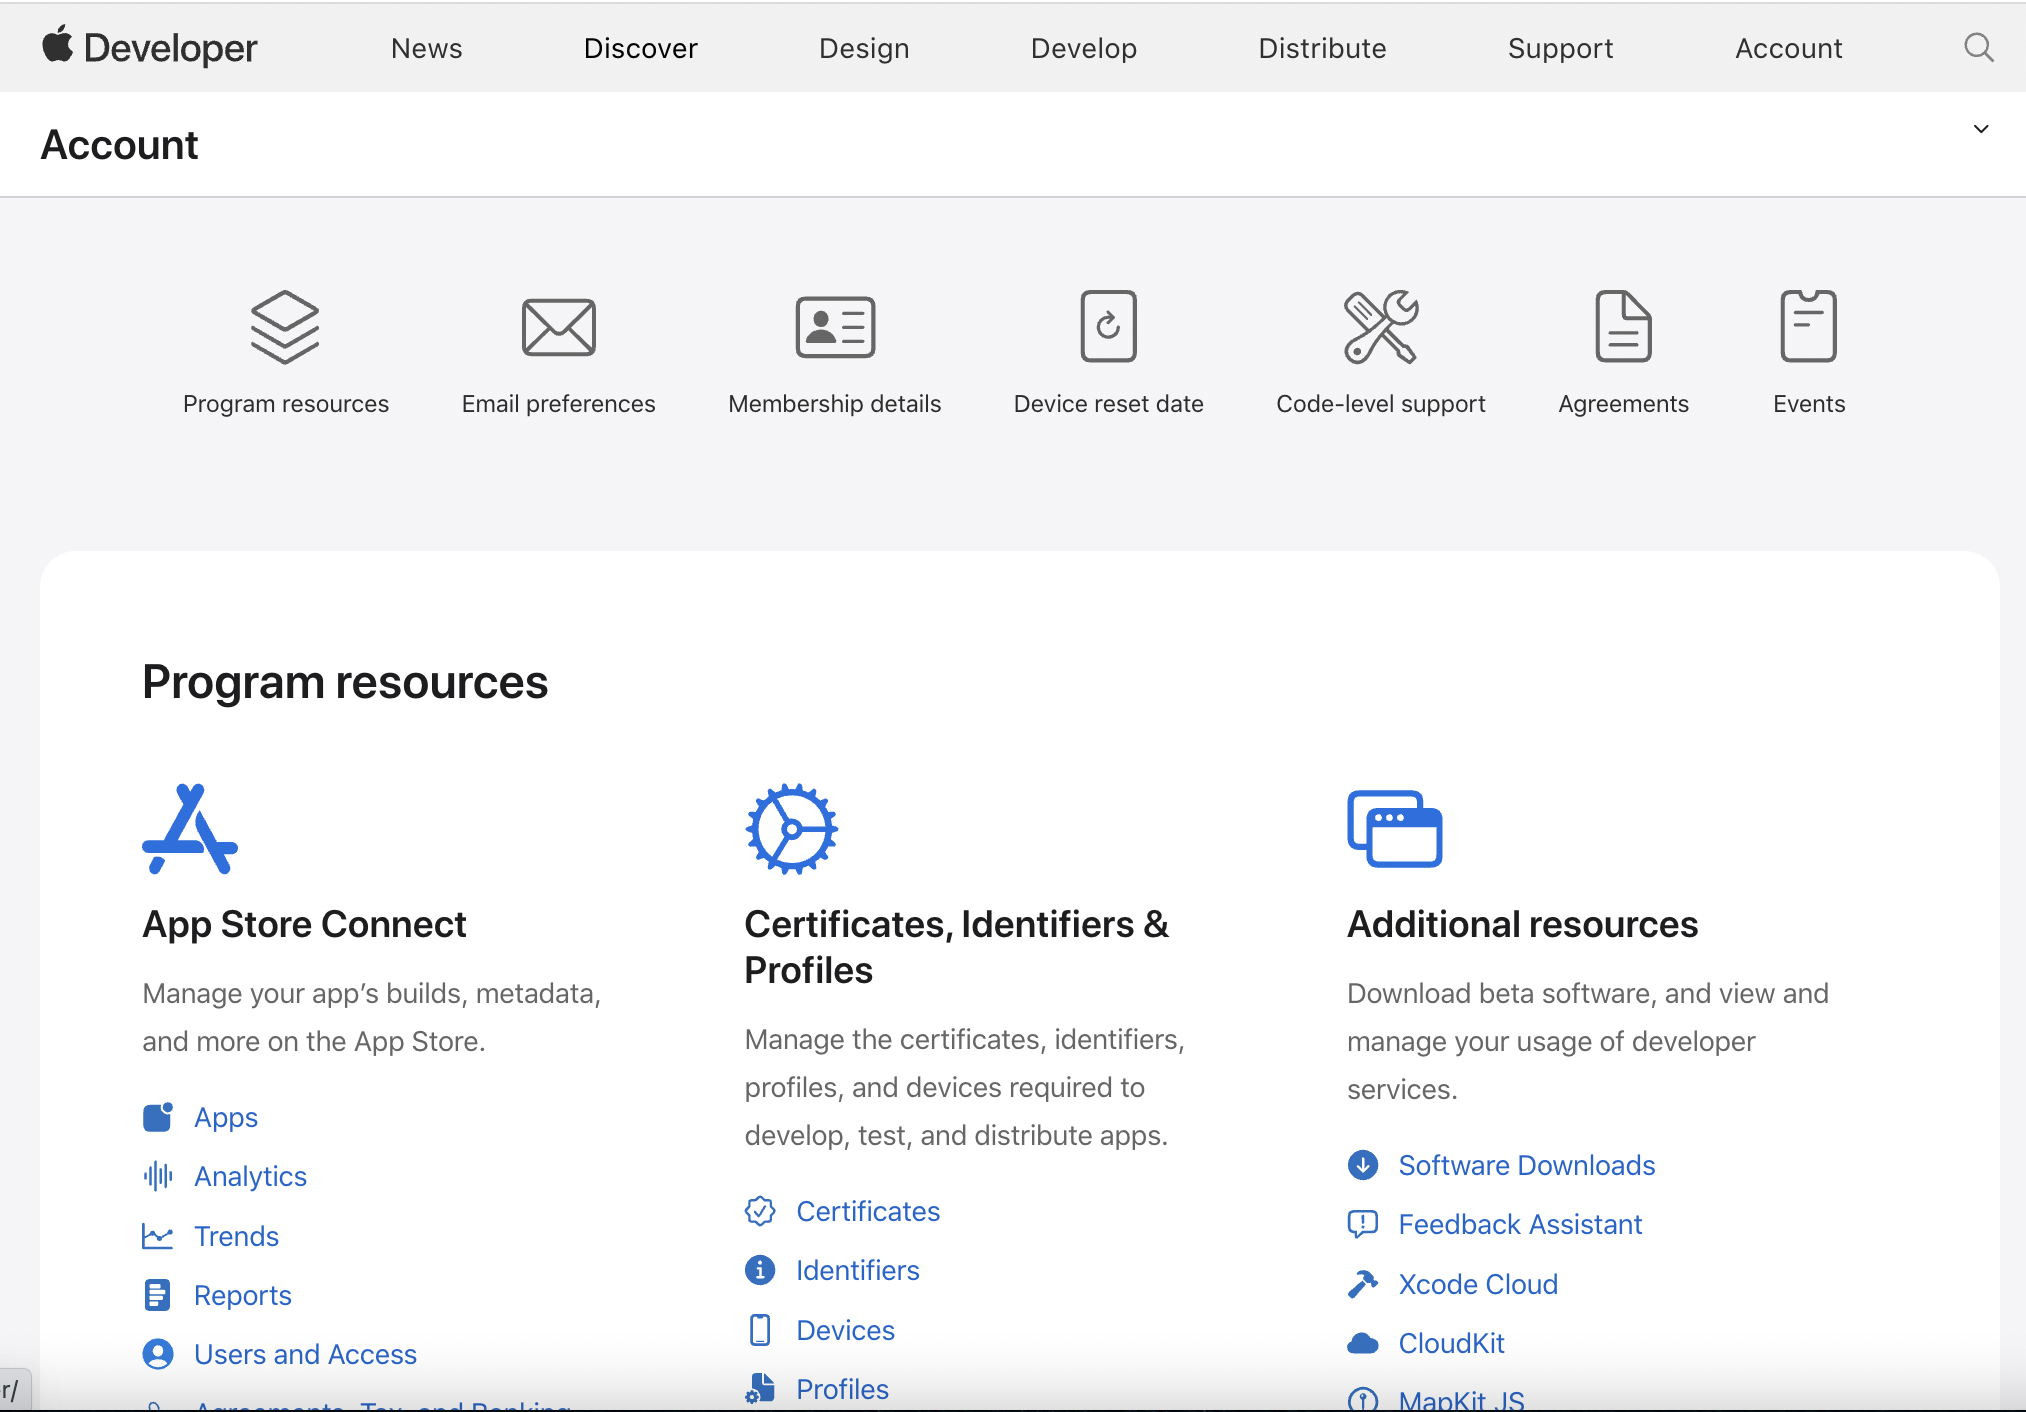 Developer
News
Discover
Design
Develop
Distribute
Support
Account
Account
Program resources
Email preferences
Membership details
Device reset date
Code-level support
Agreements
Events
Program resources
App Store Connect
Manage your app’s builds, metadata,
and more on the App Store.
Apps
Analytics
Trends
Reports
Users and Access
Agreements, Tax, and Banking
Certificates, Identifiers &
Profiles
Manage the certificates, identifiers,
profiles, and devices required to
develop, test, and distribute apps.
Certificates
Identifiers
Devices
Profiles
Additional resources
Download beta software, and view and
manage your usage of developer
services.
Software Downloads
Feedback Assistant
Xcode Cloud
CloudKit
MapKit JS
r/